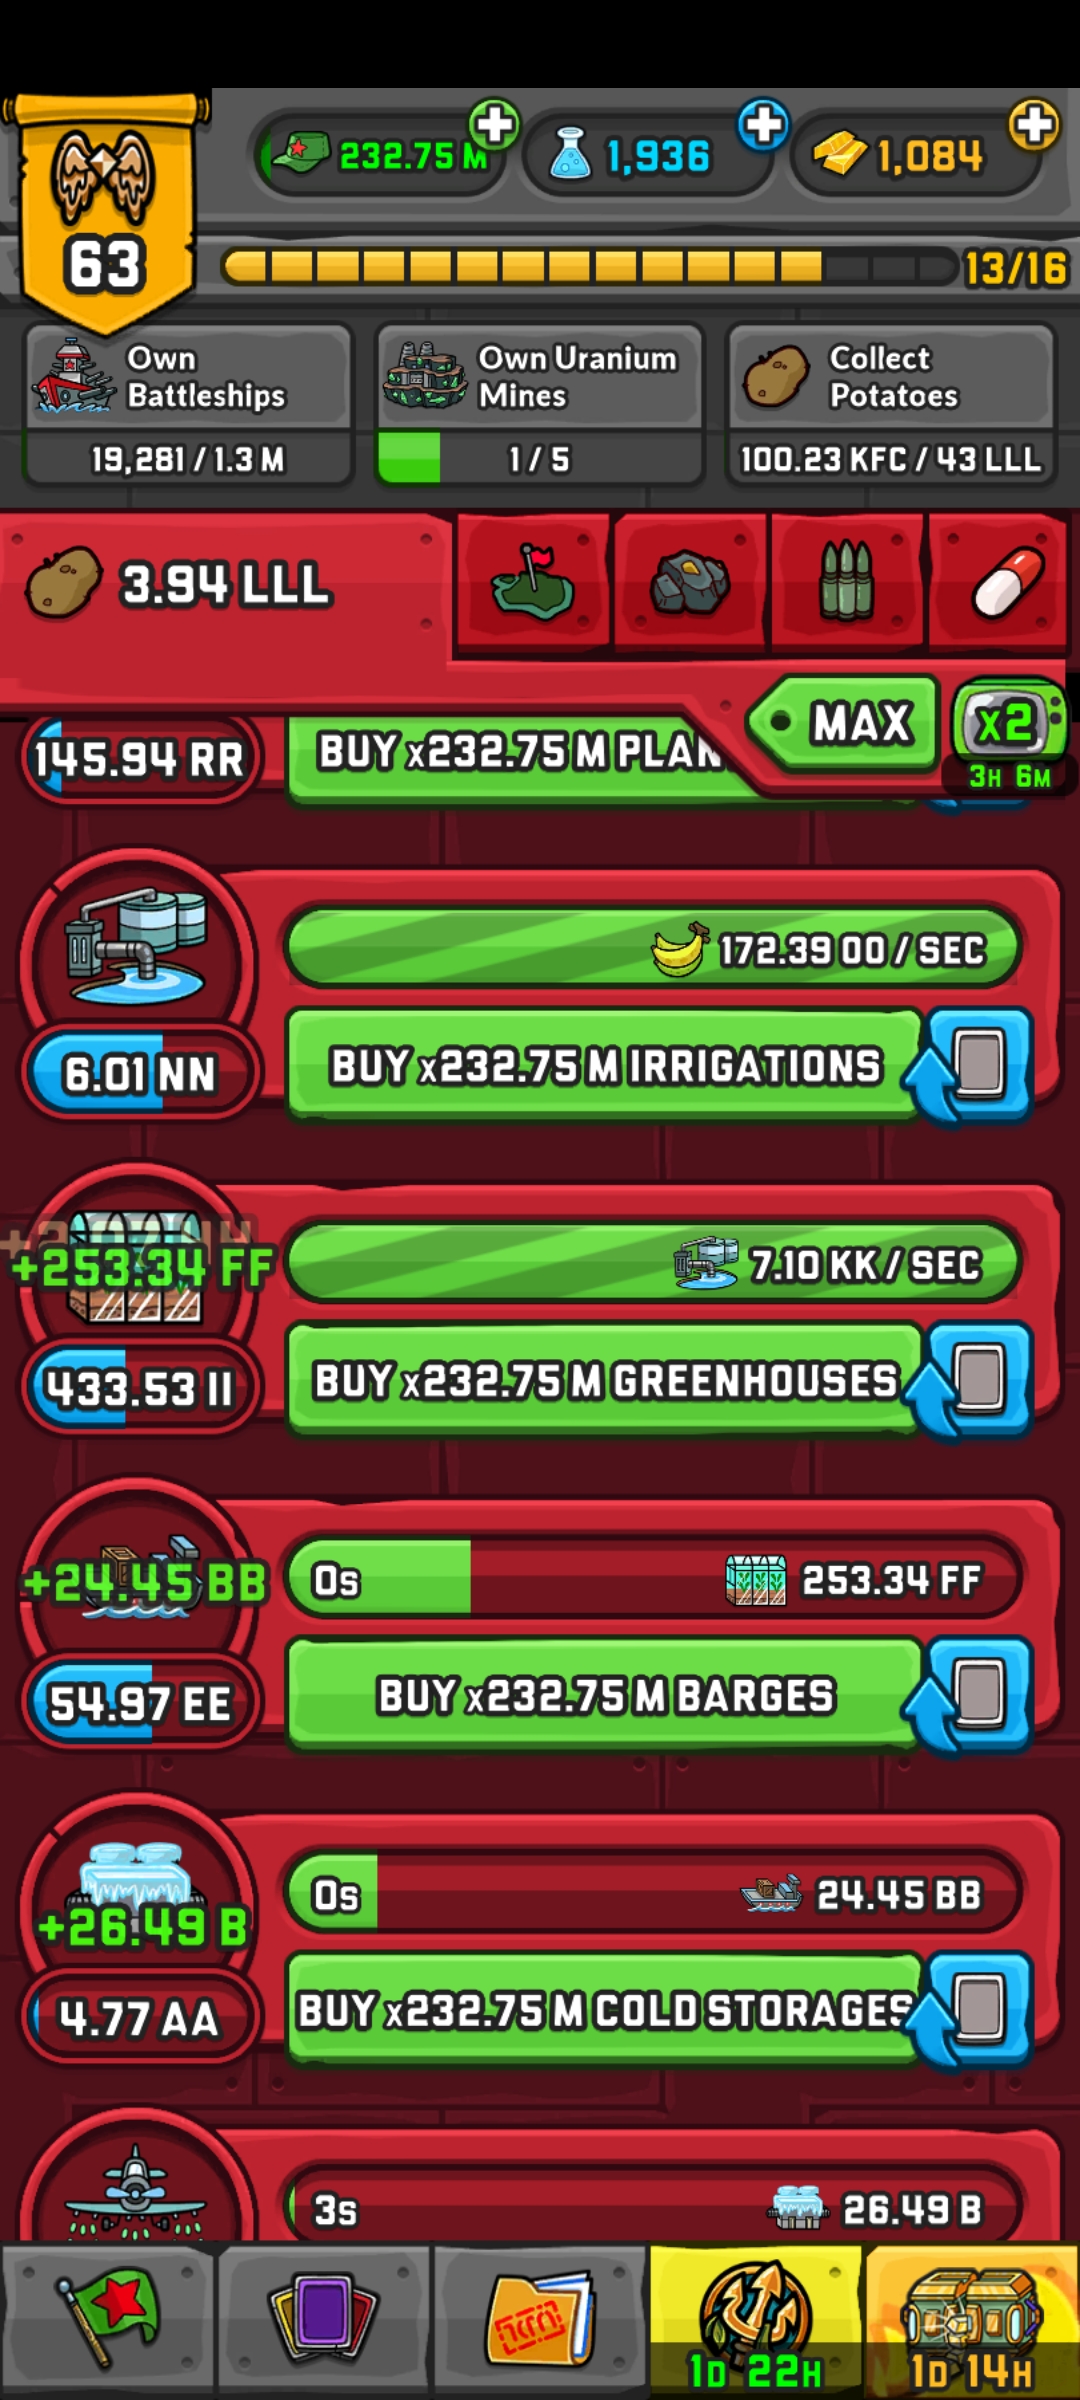 232.75 M
1,936
1,084
63
13/16
Own
Battleships
19,281 / 1.3 M
Own Uranium
Mines
1 / 5
Collect
Potatoes
100.23 KFC / 43 LLL
3.94 LLL
MAX
x2
3H 6M
145.94 RR
BUY x232.75 M PLAN
172.39 OO / SEC
6.01 NN
BUY x232.75 M IRRIGATIONS
+253.34 FF
7.10 KK / SEC
433.53 II
BUY x232.75 M GREENHOUSES
+24.45 BB
0s
253.34 FF
54.97 EE
BUY x232.75 M BARGES
+26.49 B
0s
24.45 BB
4.77 AA
BUY x232.75 M COLD STORAGES
3s
26.49 B
1D 22H
1D 14H